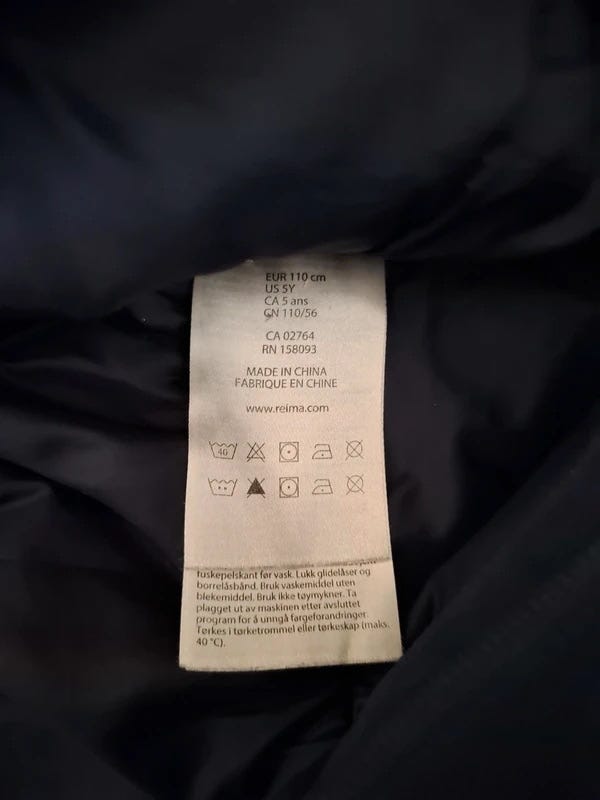 EUR 110 cm
US 5Y
CA 5 ans
CN 110/56
CA 02764
RN 158093
MADE IN CHINA
FABRIQUE EN CHINE
www.reima.com
40
tuskepelskant før vask. Lukk glidelåser og
borrelåsbånd. Bruk vaskemiddel uten
blekemiddel. Bruk ikke tøymykner. Ta
plagget ut av maskinen etter avsluttet
program for å unngå fargeforandringer.
Tørkes i tørketrommel eller tørkeskap (maks.
40 °C).